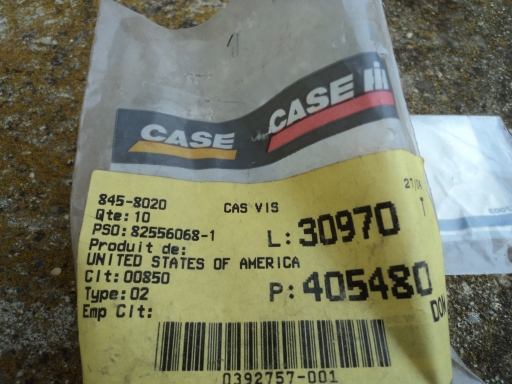 CASE
CASE IH
845-8020 CAS VIS
Qte: 10
PSO: 82556068-1 L: 30970 T
Produit de:
UNITED STATES OF AMERICA
Clt: 00850
Type: 02 P: 405480
Emp Clt:
0392757-001